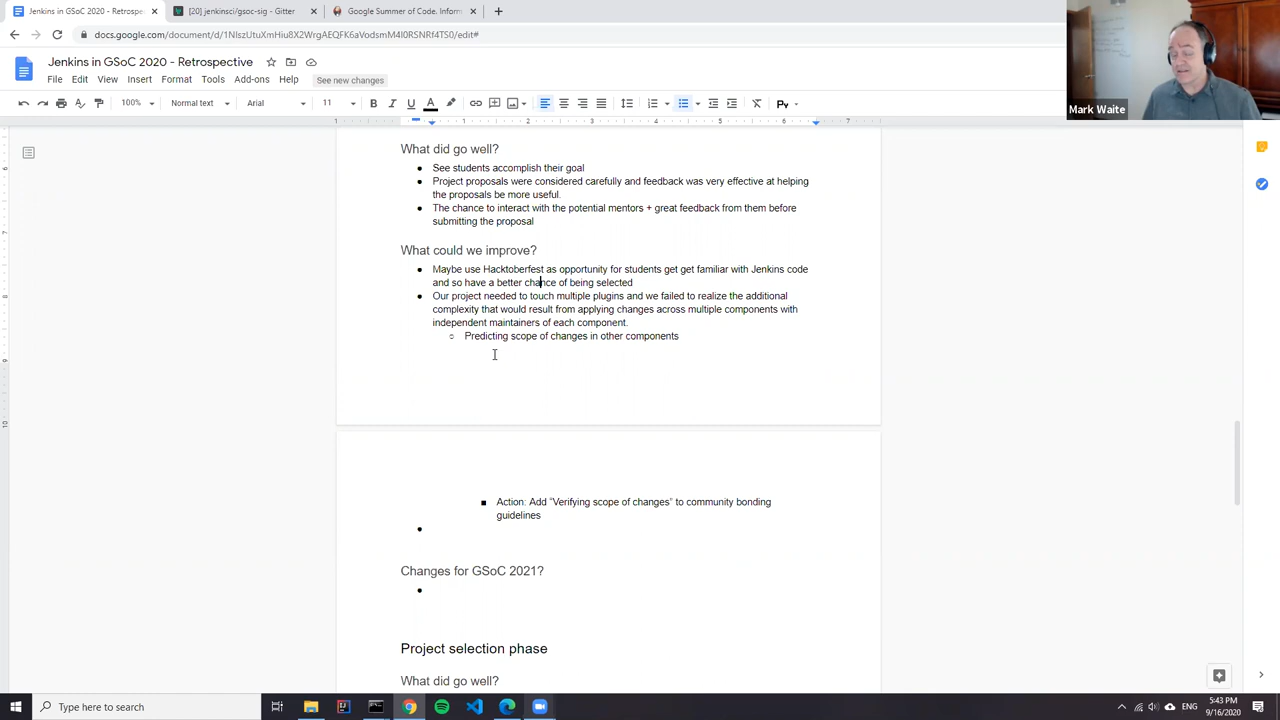 Jenkins in GSoC 2020 - Retrospe
[20] jenkinsci/gsoc-sig - Gitter
Google Summer of Code. Inform
docs.google.com/document/d/1NIszUtuXmHiu8X2WrgAEQFK6aVodsmM4I0RSNRf4TS0/edit#
Jenkins in GSoC 2020 - Retrospective
File Edit View Insert Format Tools Add-ons Help See new changes
100% Normal text Arial 11 B I U A
Mark Waite
What did go well?
See students accomplish their goal
Project proposals were considered carefully and feedback was very effective at helping
the proposals be more useful.
The chance to interact with the potential mentors + great feedback from them before
submitting the proposal
What could we improve?
Maybe use Hacktoberfest as opportunity for students get get familiar with Jenkins code
and so have a better chance of being selected
Our project needed to touch multiple plugins and we failed to realize the additional
complexity that would result from applying changes across multiple components with
independent maintainers of each component.
Predicting scope of changes in other components
Action: Add “Verifying scope of changes” to community bonding
guidelines
Changes for GSoC 2021?
Project selection phase
What did go well?
Type here to search
ENG
5:43 PM
9/16/2020